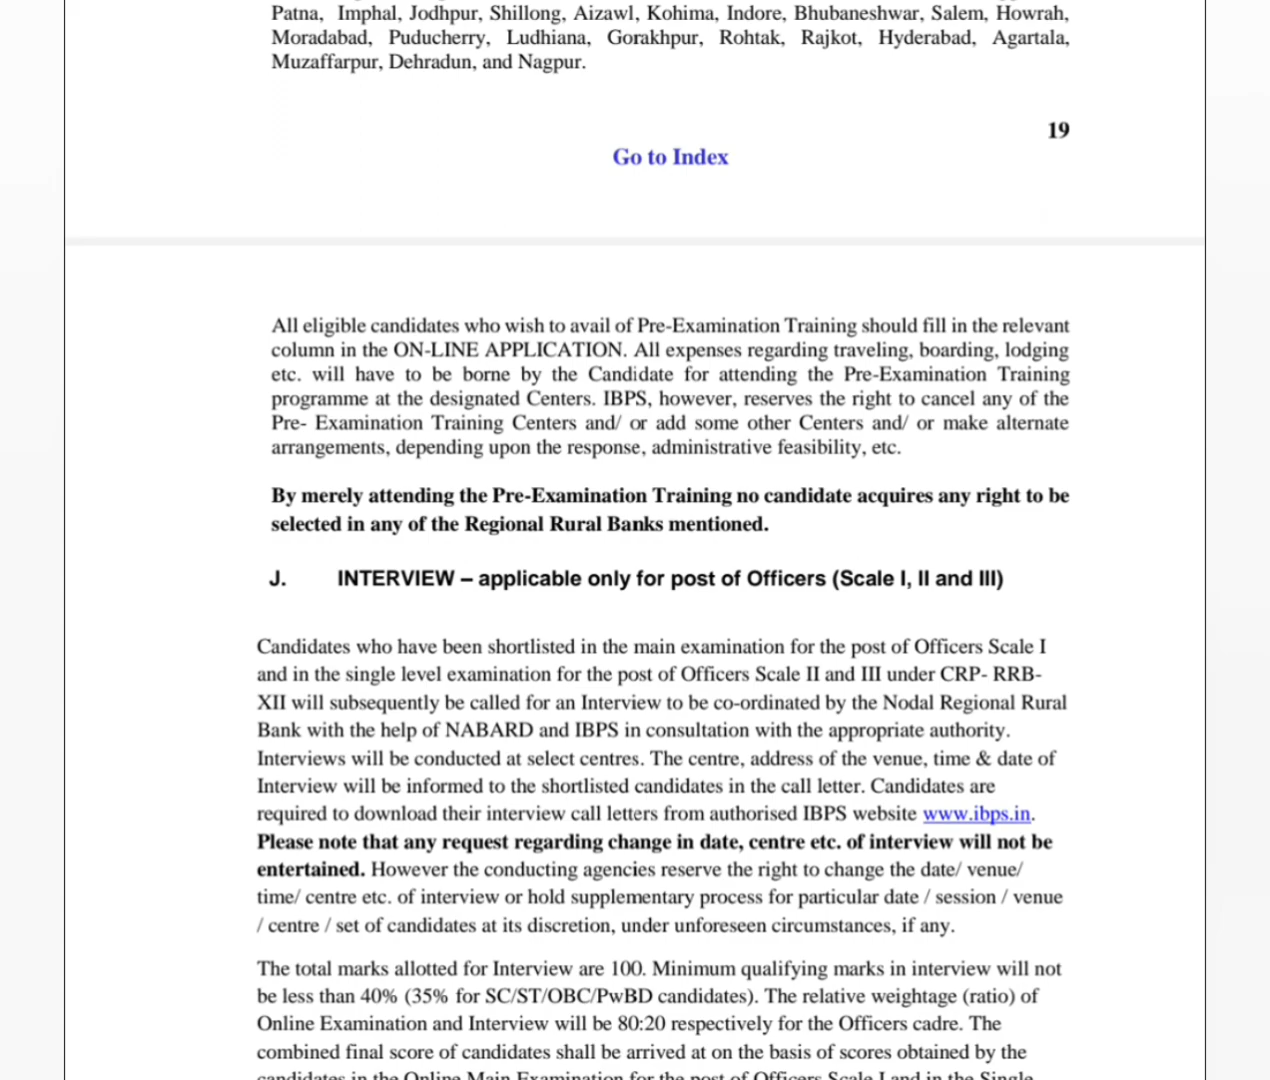 Patna, Imphal, Jodhpur, Shillong, Aizawl, Kohima, Indore, Bhubaneshwar, Salem, Howrah,
Moradabad, Puducherry, Ludhiana, Gorakhpur, Rohtak, Rajkot, Hyderabad, Agartala,
Muzaffarpur, Dehradun, and Nagpur.
19
Go to Index
All eligible candidates who wish to avail of Pre-Examination Training should fill in the relevant
column in the ON-LINE APPLICATION. All expenses regarding traveling, boarding, lodging
etc. will have to be borne by the Candidate for attending the Pre-Examination Training
programme at the designated Centers. IBPS, however, reserves the right to cancel any of the
Pre- Examination Training Centers and/ or add some other Centers and/ or make alternate
arrangements, depending upon the response, administrative feasibility, etc.
By merely attending the Pre-Examination Training no candidate acquires any right to be
selected in any of the Regional Rural Banks mentioned.
J. INTERVIEW – applicable only for post of Officers (Scale I, II and III)
Candidates who have been shortlisted in the main examination for the post of Officers Scale I
and in the single level examination for the post of Officers Scale II and III under CRP- RRB-
XII will subsequently be called for an Interview to be co-ordinated by the Nodal Regional Rural
Bank with the help of NABARD and IBPS in consultation with the appropriate authority.
Interviews will be conducted at select centres. The centre, address of the venue, time & date of
Interview will be informed to the shortlisted candidates in the call letter. Candidates are
required to download their interview call letters from authorised IBPS website www.ibps.in.
Please note that any request regarding change in date, centre etc. of interview will not be
entertained. However the conducting agencies reserve the right to change the date/ venue/
time/ centre etc. of interview or hold supplementary process for particular date / session / venue
/ centre / set of candidates at its discretion, under unforeseen circumstances, if any.
The total marks allotted for Interview are 100. Minimum qualifying marks in interview will not
be less than 40% (35% for SC/ST/OBC/PwBD candidates). The relative weightage (ratio) of
Online Examination and Interview will be 80:20 respectively for the Officers cadre. The
combined final score of candidates shall be arrived at on the basis of scores obtained by the
candidates in the Online Main Examination for the post of Officers Scale I and in the Single